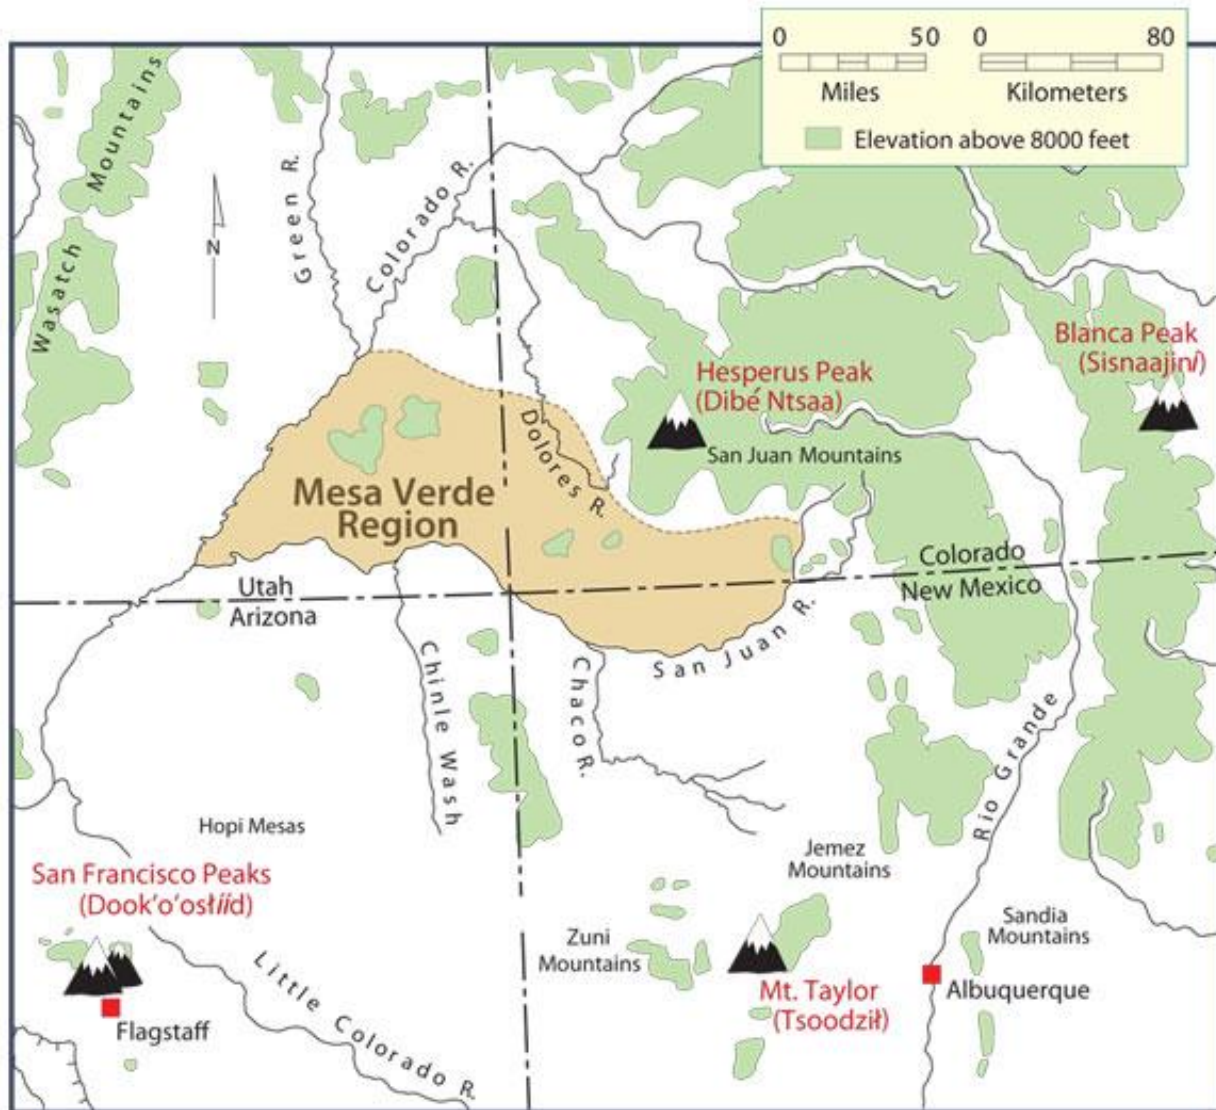 0 50 0 80
Miles Kilometers
Elevation above 8000 feet
Wasatch Mountains
N
Green R.
Colorado R.
Blanca Peak
(Sisnaajiní)
Hesperus Peak
(Dibé Ntsaa)
San Juan Mountains
Dolores R.
Mesa Verde
Region
Colorado
New Mexico
Utah
Arizona
San Juan R.
Chinle Wash
Chaco R.
Rio Grande
Hopi Mesas
San Francisco Peaks
(Dook'o'osłííd)
Flagstaff
Little Colorado R.
Jemez
Mountains
Zuni
Mountains
Sandia
Mountains
Mt. Taylor
(Tsoodził)
Albuquerque